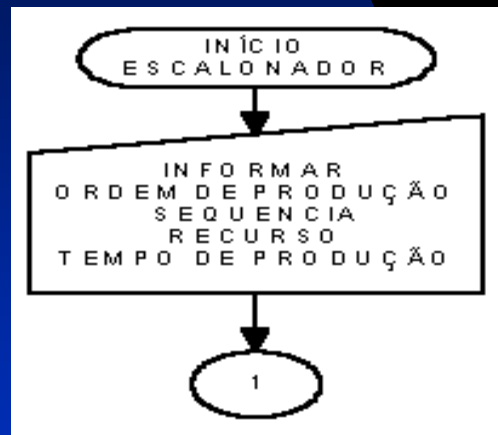 INÍCIO
ESCALONADOR
INFORMAR
ORDEM DE PRODUÇÃO
SEQUENCIA
RECURSO
TEMPO DE PRODUÇÃO
1